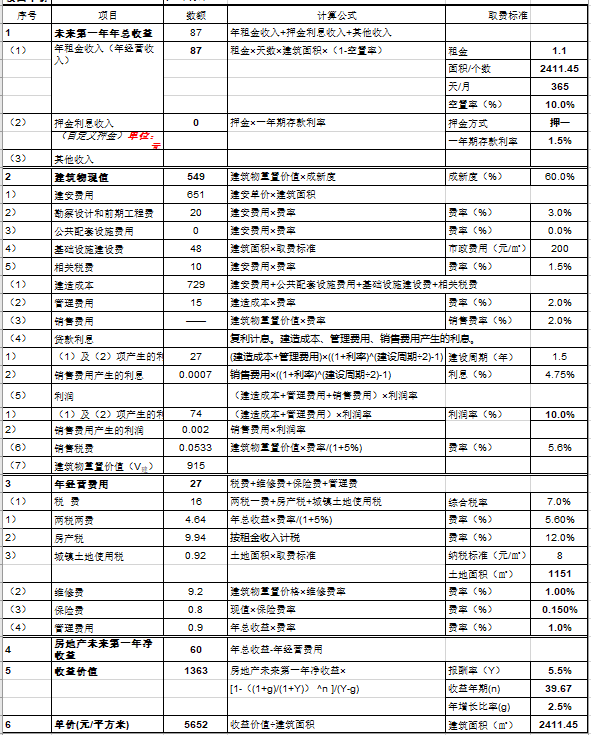 序号 项目 数额 计算公式 取费标准
1 未来第一年年总收益 87 年租金收入+押金利息收入+其他收入
（1） 年租金收入（年经营收入） 87 租金×天数×建筑面积×（1-空置率） 租金 1.1
面积/个数 2411.45
天/月 365
空置率（%） 10.0%
（2） 押金利息收入 0 押金×一年期存款利率 押金方式 押一
（自定义押金）单位：元 一年期存款利率 1.5%
（3） 其他收入
2 建筑物现值 549 建筑物重置价值×成新度 成新度（%） 60.0%
1） 建安费用 651 建安单价×建筑面积
2） 勘察设计和前期工程费 20 建安费用×费率 费率（%） 3.0%
3） 公共配套设施费用 0 建安费用×费率 费率（%） 0.0%
4） 基础设施建设费 48 建筑面积×取费标准 市政费用（元/㎡） 200
5） 相关税费 10 建安费用×费率 费率（%） 1.5%
（1） 建造成本 729 建安费用+公共配套设施费用+基础设施建设费+相关税费
（2） 管理费用 15 建造成本×费率 费率（%） 2.0%
（3） 销售费用 —— 建筑物重置价值×费率 销售费率（%） 2.0%
（4） 贷款利息 复利计息。建造成本、管理费用、销售费用产生的利息。
1） （1）及（2）项产生的利 27 (建造成本+管理费用)×((1+利率)^(建设周期÷2)-1) 建设周期（年） 1.5
2） 销售费用产生的利息 0.0007 销售费用×((1+利率)^(建设周期÷2)-1) 利息（%） 4.75%
（5） 利润 （建造成本+管理费用+销售费用）×利润率
1） （1）及（2）项产生的利 74 （建造成本+管理费用）×利润率 利润率（%） 10.0%
2） 销售费用产生的利润 0.002 销售费用×利润率
（6） 销售税费 0.0533 建筑物重置价值×费率/(1+5%) 费率（%） 5.6%
（7） 建筑物重置价值（V建） 915
3 年经营费用 27 税费+维修费+保险费+管理费
（1） 税 费 16 两税一费+房产税+城镇土地使用税 综合税率 7.0%
1） 两税两费 4.64 年总收益×费率/(1+5%) 费率（%） 5.60%
2） 房产税 9.94 按租金收入计税 费率（%） 12.0%
3） 城镇土地使用税 0.92 土地面积×取费标准 纳税标准（元/㎡） 8
土地面积（㎡） 1151
（2） 维修费 9.2 建筑物重置价格×维修费率 费率（%） 1.00%
（3） 保险费 0.8 现值×保险费率 费率（%） 0.150%
（4） 管理费用 0.9 年总收益×费率 费率（%） 1.0%
4 房地产未来第一年净收益 60 年总收益-年经营费用
5 收益价值 1363 房地产未来第一年净收益× 报酬率（Y） 5.5%
[1-（(1+g)/(1+Y)）^n ]/(Y-g) 收益年期(n) 39.67
年增长比率(g) 2.5%
6 单价(元/平方米) 5652 收益价值÷建筑面积 建筑面积（㎡） 2411.45